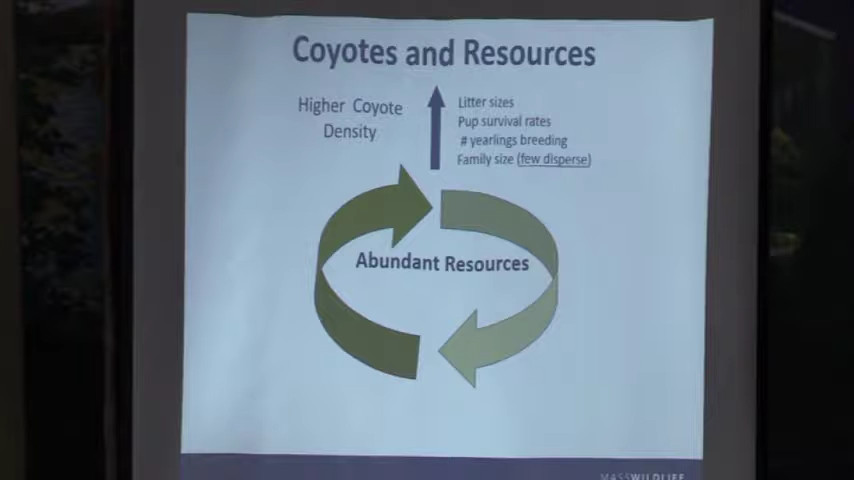 Coyotes and Resources
Higher Coyote
Density
Litter sizes
Pup survival rates
# yearlings breeding
Family size (few disperse)
Abundant Resources
MASSWILDLIFE